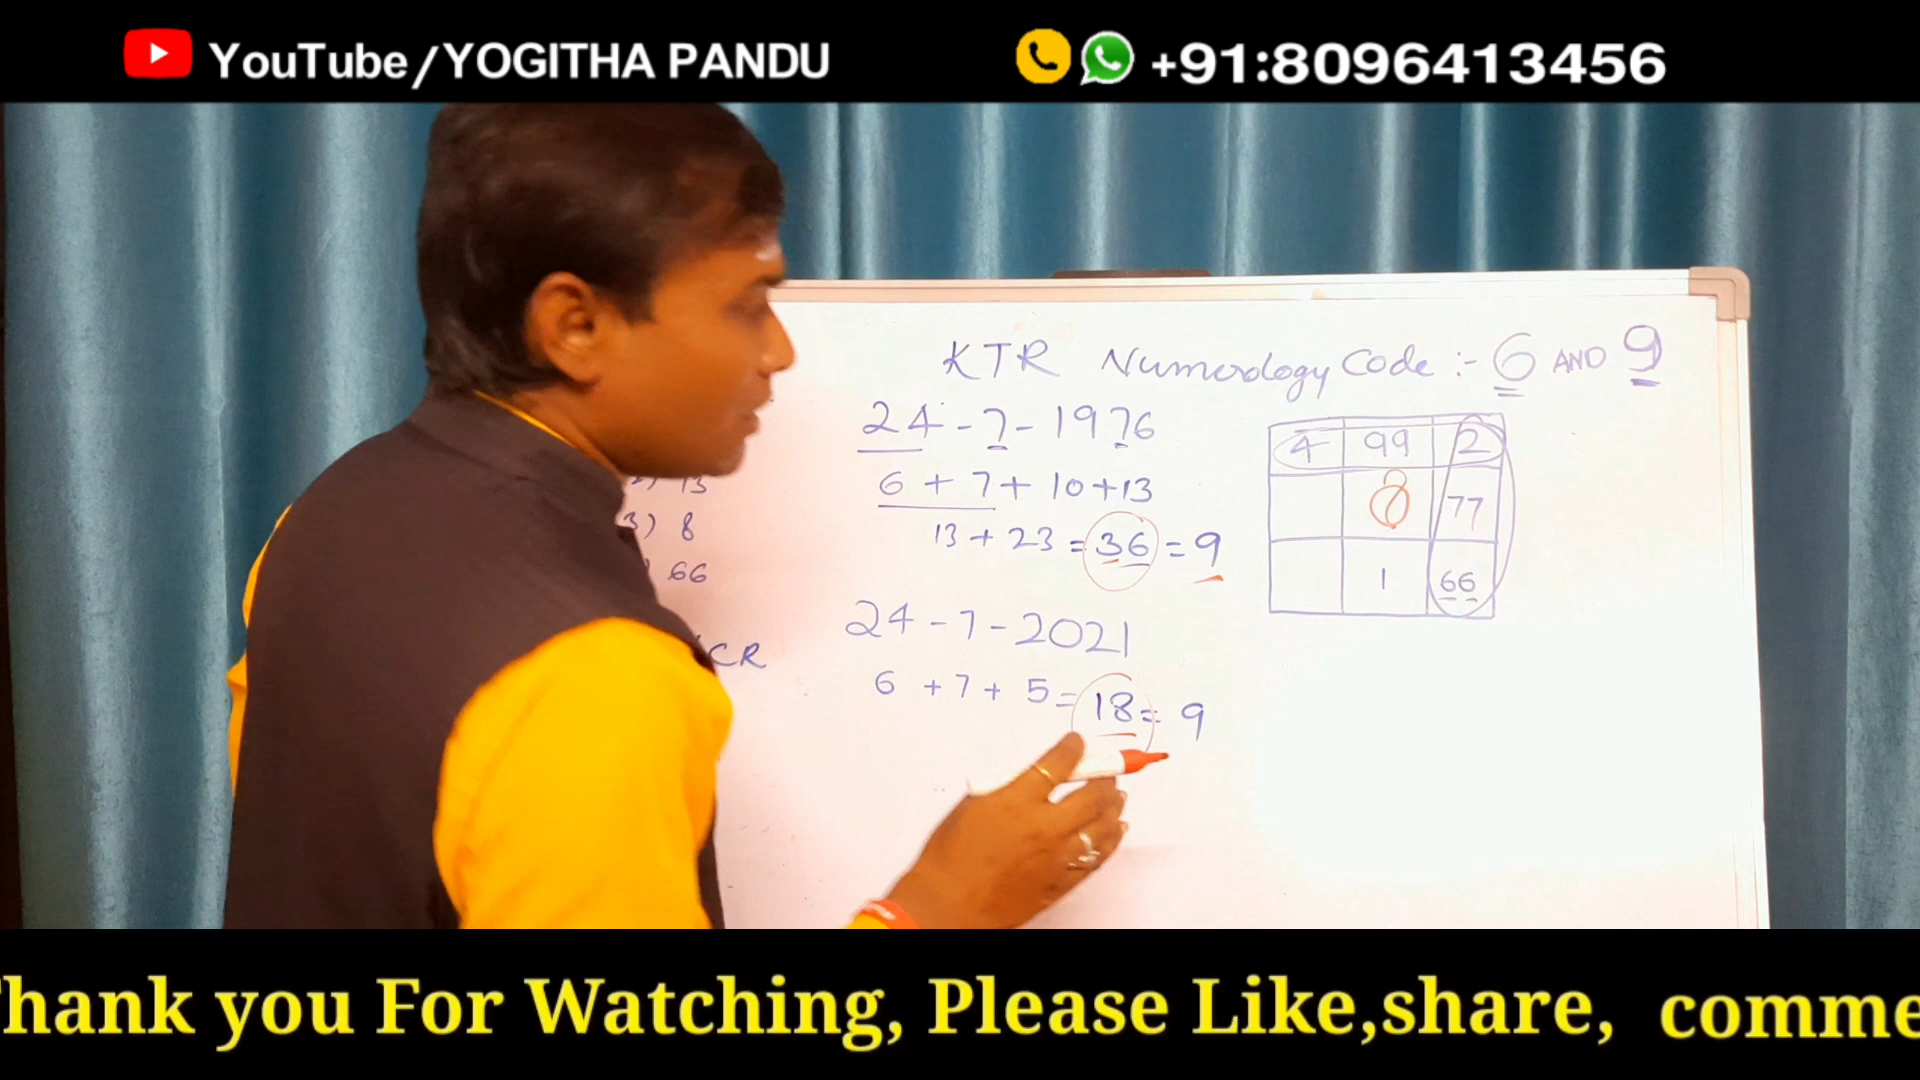 YouTube/YOGITHA PANDU
+91:8096413456
KTR Numerology Code :- 6 AND 9
24 - 7 - 1976
6 + 7 + 10 + 13
13 + 23 = 36 = 9
24 - 7 - 2021
6 + 7 + 5 = 18 = 9
4 99 2
77
1 66
13
3) 8
66
CR
hank you For Watching, Please Like,share, comme